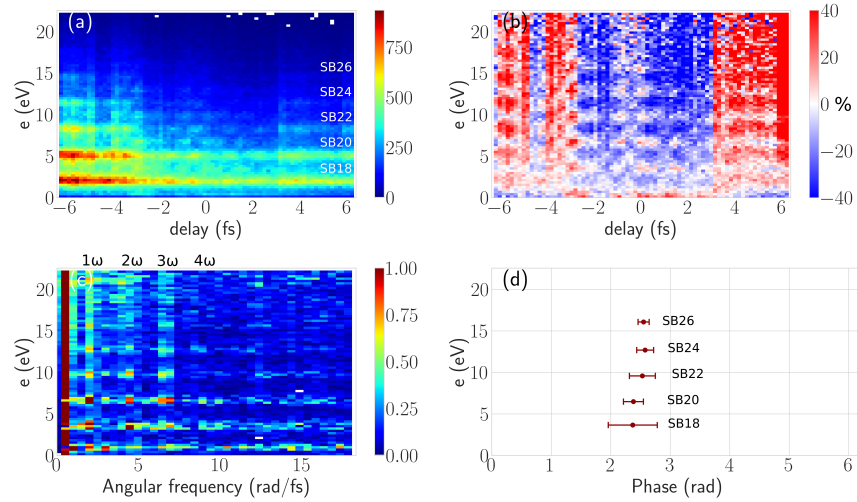 (a)
e (eV)
20
15
10
5
0
SB26
SB24
SB22
SB20
SB18
−6 −4 −2 0 2 4 6
delay (fs)
750
500
250
0
(b)
e (eV)
20
15
10
5
0
−6 −4 −2 0 2 4 6
delay (fs)
40
20
0 %
−20
−40
1ω 2ω 3ω 4ω
(c)
e (eV)
20
15
10
5
0
0 5 10 15
Angular frequency (rad/fs)
1.00
0.75
0.50
0.25
0.00
(d)
e (eV)
20
15
10
5
0
SB26
SB24
SB22
SB20
SB18
0 1 2 3 4 5 6
Phase (rad)